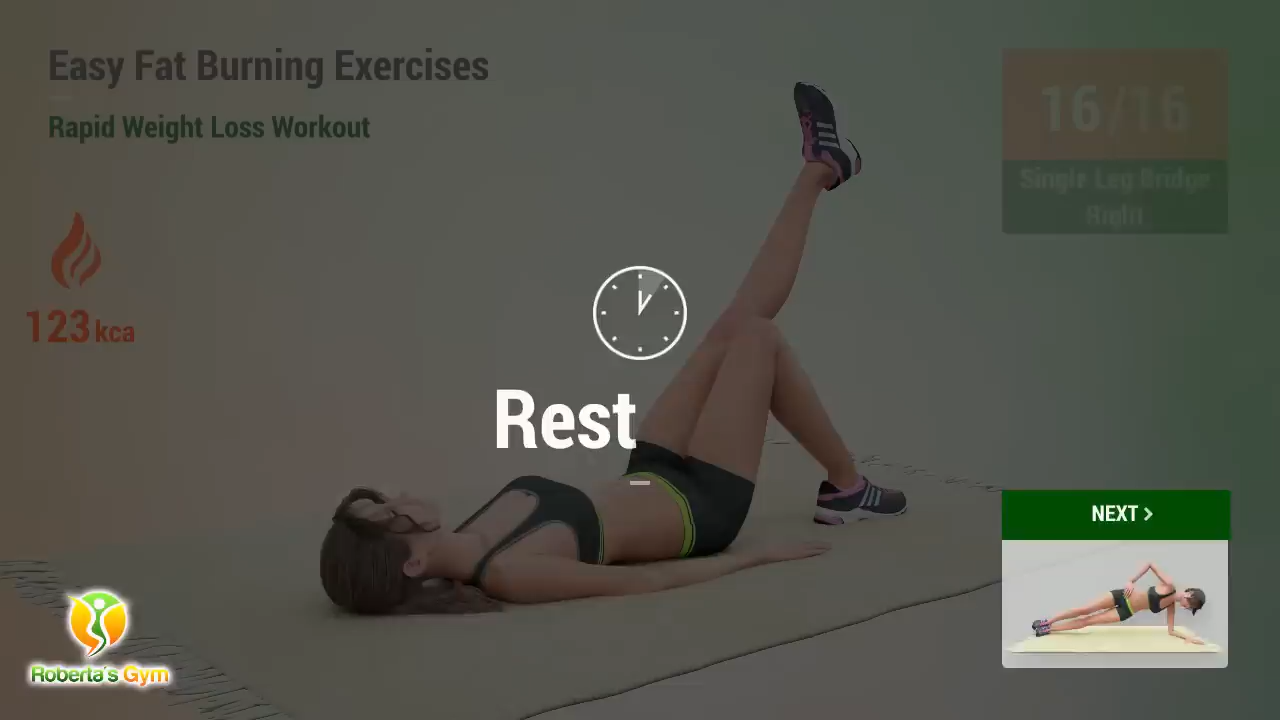 Easy Fat Burning Exercises
Rapid Weight Loss Workout
16/16
Single Leg Bridge
Right
123 kca
Rest
NEXT >
Roberta's Gym